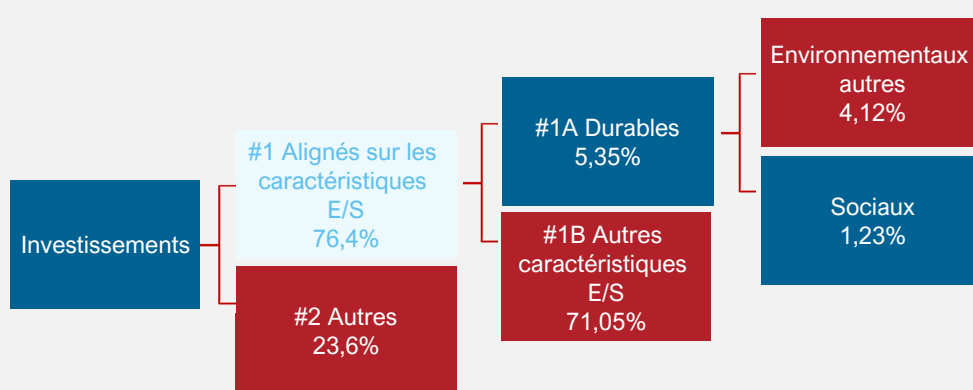 Investissements
#1 Alignés sur les
caractéristiques
E/S
76,4%
#2 Autres
23,6%
#1A Durables
5,35%
#1B Autres
caractéristiques
E/S
71,05%
Environnementaux
autres
4,12%
Sociaux
1,23%